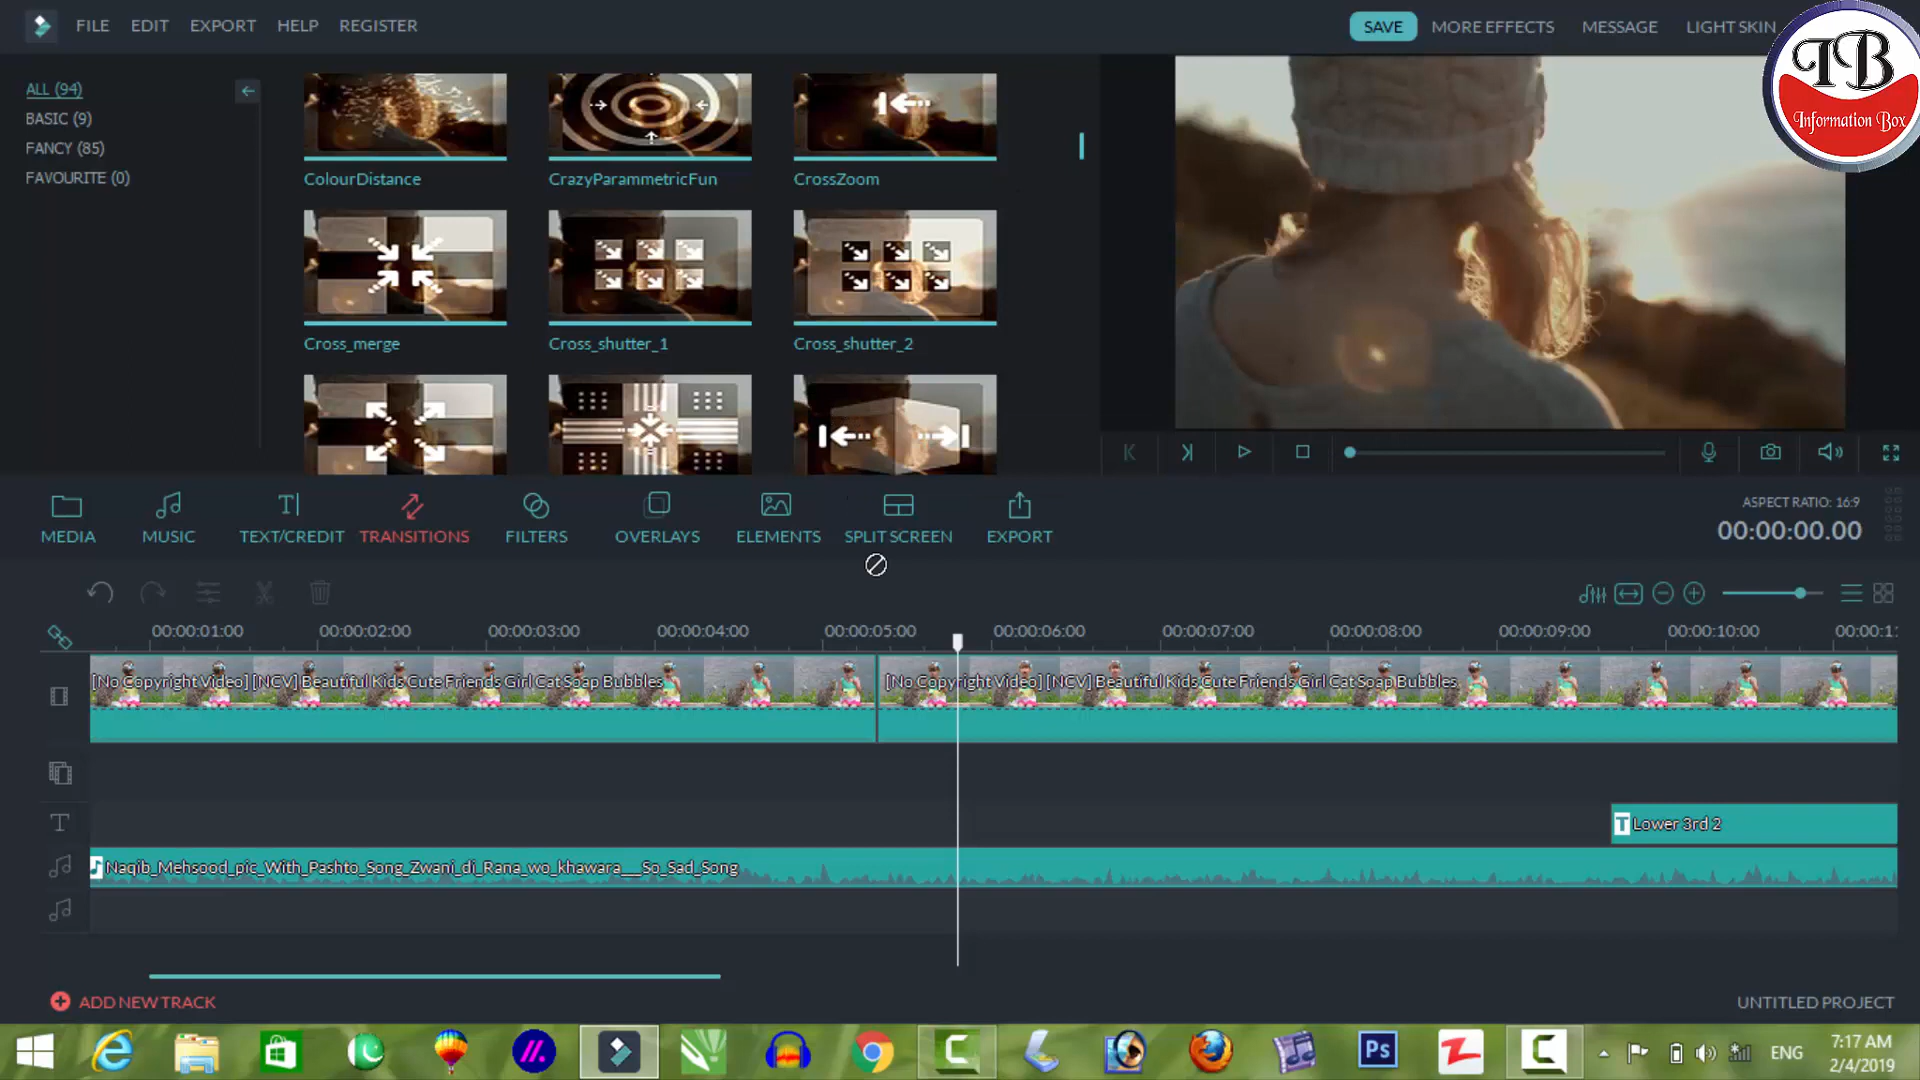 FILE EDIT EXPORT HELP REGISTER
SAVE MORE EFFECTS MESSAGE LIGHT SKIN
TB
Information Box
ALL (94)
BASIC (9)
FANCY (85)
FAVOURITE (0)
ColourDistance CrazyParammetricFun CrossZoom
Cross_merge Cross_shutter_1 Cross_shutter_2
MEDIA MUSIC TEXT/CREDIT TRANSITIONS FILTERS OVERLAYS ELEMENTS SPLIT SCREEN EXPORT
ASPECT RATIO: 16:9
00:00:00.00
00:00:01:00 00:00:02:00 00:00:03:00 00:00:04:00 00:00:05:00 00:00:06:00 00:00:07:00 00:00:08:00 00:00:09:00 00:00:10:00 00:00:1
[No Copyright Video] [NCV] Beautiful Kids Cute Friends Girl Cat Soap Bubbles [No Copyright Video] [NCV] Beautiful Kids Cute Friends Girl Cat Soap Bubbles
T Lower 3rd 2
Naqib_Mehsood_pic_With_Pashto_Song_Zwani_di_Rana_wo_khawara__So_Sad_Song
ADD NEW TRACK UNTITLED PROJECT
Ps ENG 7:17 AM
2/4/2019